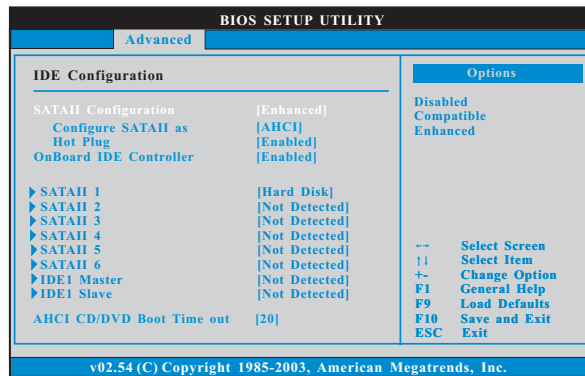 BIOS SETUP UTILITY
Advanced
IDE Configuration
SATAII Configuration [Enhanced]
Configure SATAII as [AHCI]
Hot Plug [Enabled]
OnBoard IDE Controller [Enabled]
SATAII 1 [Hard Disk]
SATAII 2 [Not Detected]
SATAII 3 [Not Detected]
SATAII 4 [Not Detected]
SATAII 5 [Not Detected]
SATAII 6 [Not Detected]
IDE1 Master [Not Detected]
IDE1 Slave [Not Detected]
AHCI CD/DVD Boot Time out [20]
Options
Disabled
Compatible
Enhanced
←→ Select Screen
↑↓ Select Item
+- Change Option
F1 General Help
F9 Load Defaults
F10 Save and Exit
ESC Exit
v02.54 (C) Copyright 1985-2003, American Megatrends, Inc.